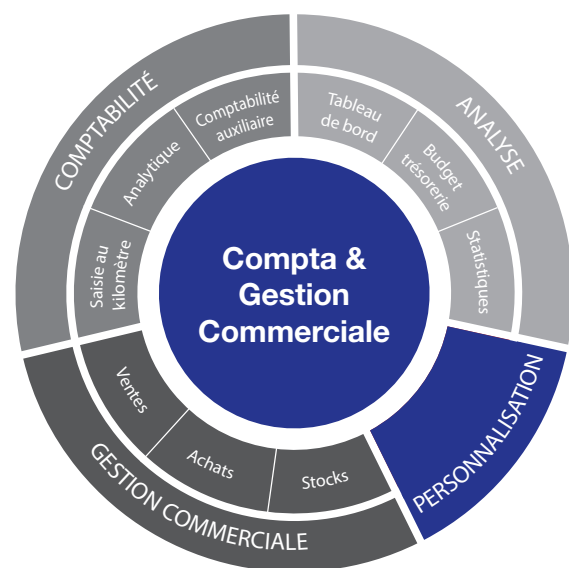 COMPTABILITÉ
Saisie au
kilomètre
Analytique
Comptabilité
auxiliaire
ANALYSE
Tableau
de bord
Budget
trésorerie
Statistiques
Compta &
Gestion
Commerciale
PERSONNALISATION
GESTION COMMERCIALE
Ventes
Achats
Stocks